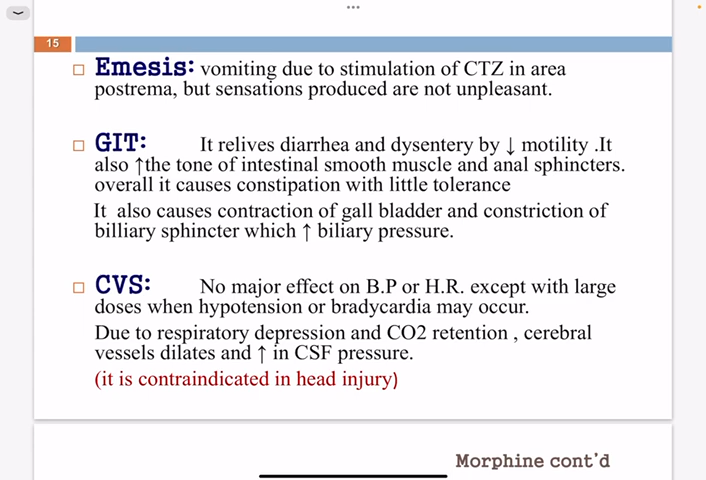 15
Emesis: vomiting due to stimulation of CTZ in area
postrema, but sensations produced are not unpleasant.
GIT: It relives diarrhea and dysentery by ↓ motility .It
also ↑the tone of intestinal smooth muscle and anal sphincters.
overall it causes constipation with little tolerance
It also causes contraction of gall bladder and constriction of
billiary sphincter which ↑ biliary pressure.
CVS: No major effect on B.P or H.R. except with large
doses when hypotension or bradycardia may occur.
Due to respiratory depression and CO2 retention , cerebral
vessels dilates and ↑ in CSF pressure.
(it is contraindicated in head injury)
Morphine cont'd